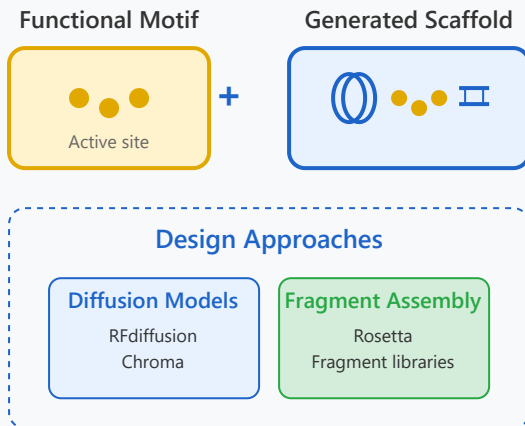 Functional Motif
Generated Scaffold
+
Active site
Design Approaches
Diffusion Models
Fragment Assembly
RFdiffusion
Rosetta
Chroma
Fragment libraries